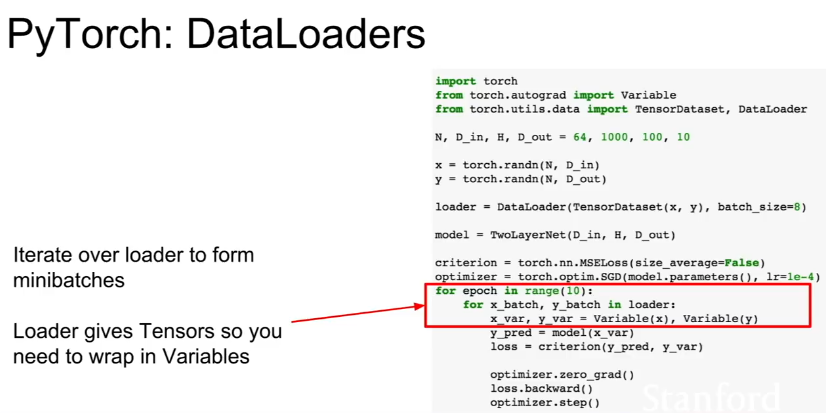 PyTorch: DataLoaders
import torch
from torch.autograd import Variable
from torch.utils.data import TensorDataset, DataLoader
N, D_in, H, D_out = 64, 1000, 100, 10
x = torch.randn(N, D_in)
y = torch.randn(N, D_out)
loader = DataLoader(TensorDataset(x, y), batch_size=8)
model = TwoLayerNet(D_in, H, D_out)
criterion = torch.nn.MSELoss(size_average=False)
optimizer = torch.optim.SGD(model.parameters(), lr=1e-4)
for epoch in range(10):
for x_batch, y_batch in loader:
x_var, y_var = Variable(x), Variable(y)
y_pred = model(x_var)
loss = criterion(y_pred, y_var)
optimizer.zero_grad()
loss.backward()
optimizer.step()
Iterate over loader to form
minibatches
Loader gives Tensors so you
need to wrap in Variables
Stanford